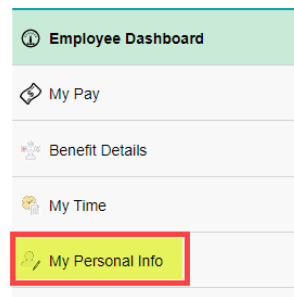 Employee Dashboard
My Pay
Benefit Details
My Time
My Personal Info